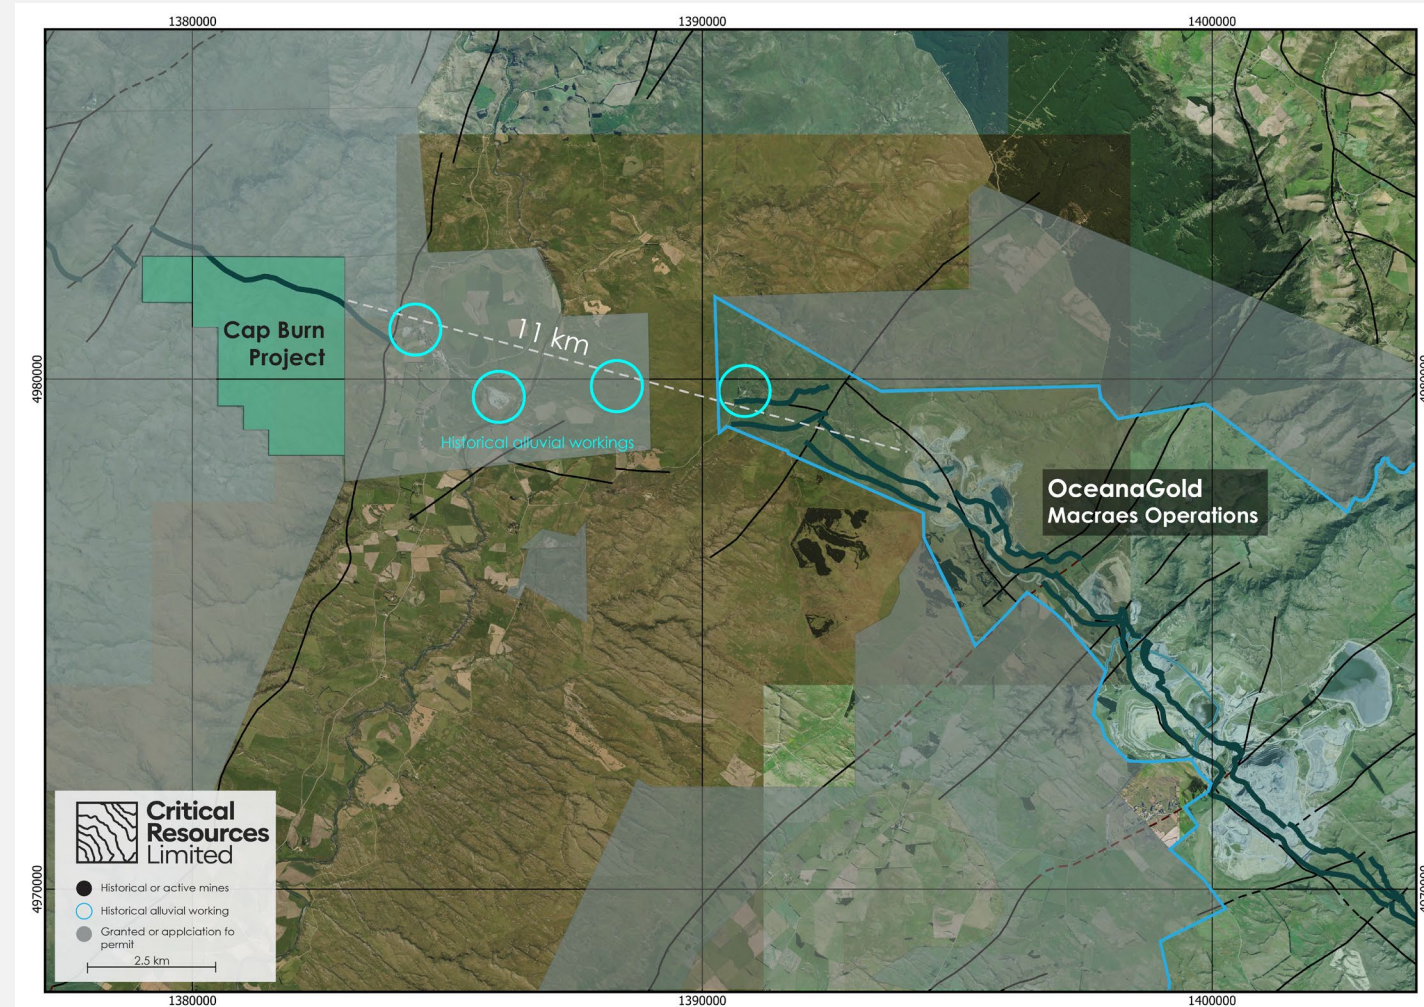 1380000
1390000
1400000
4980000
Cap Burn
Project
11 km
Historical alluvial workings
OceanaGold
Macraes Operations
Critical
Resources
Limited
Historical or active mines
Historical alluvial working
Granted or applciation fo
permit
2.5 km
4970000
1380000
1390000
1400000